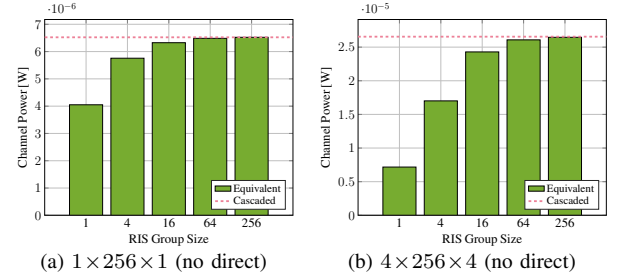 ·10⁻⁶
7
6
5
4
3
2
1
0
Channel Power [W]
1 4 16 64 256
RIS Group Size
Equivalent
Cascaded
(a) 1×256×1 (no direct)
·10⁻⁵
2.5
2
1.5
1
0.5
0
Channel Power [W]
1 4 16 64 256
RIS Group Size
Equivalent
Cascaded
(b) 4×256×4 (no direct)